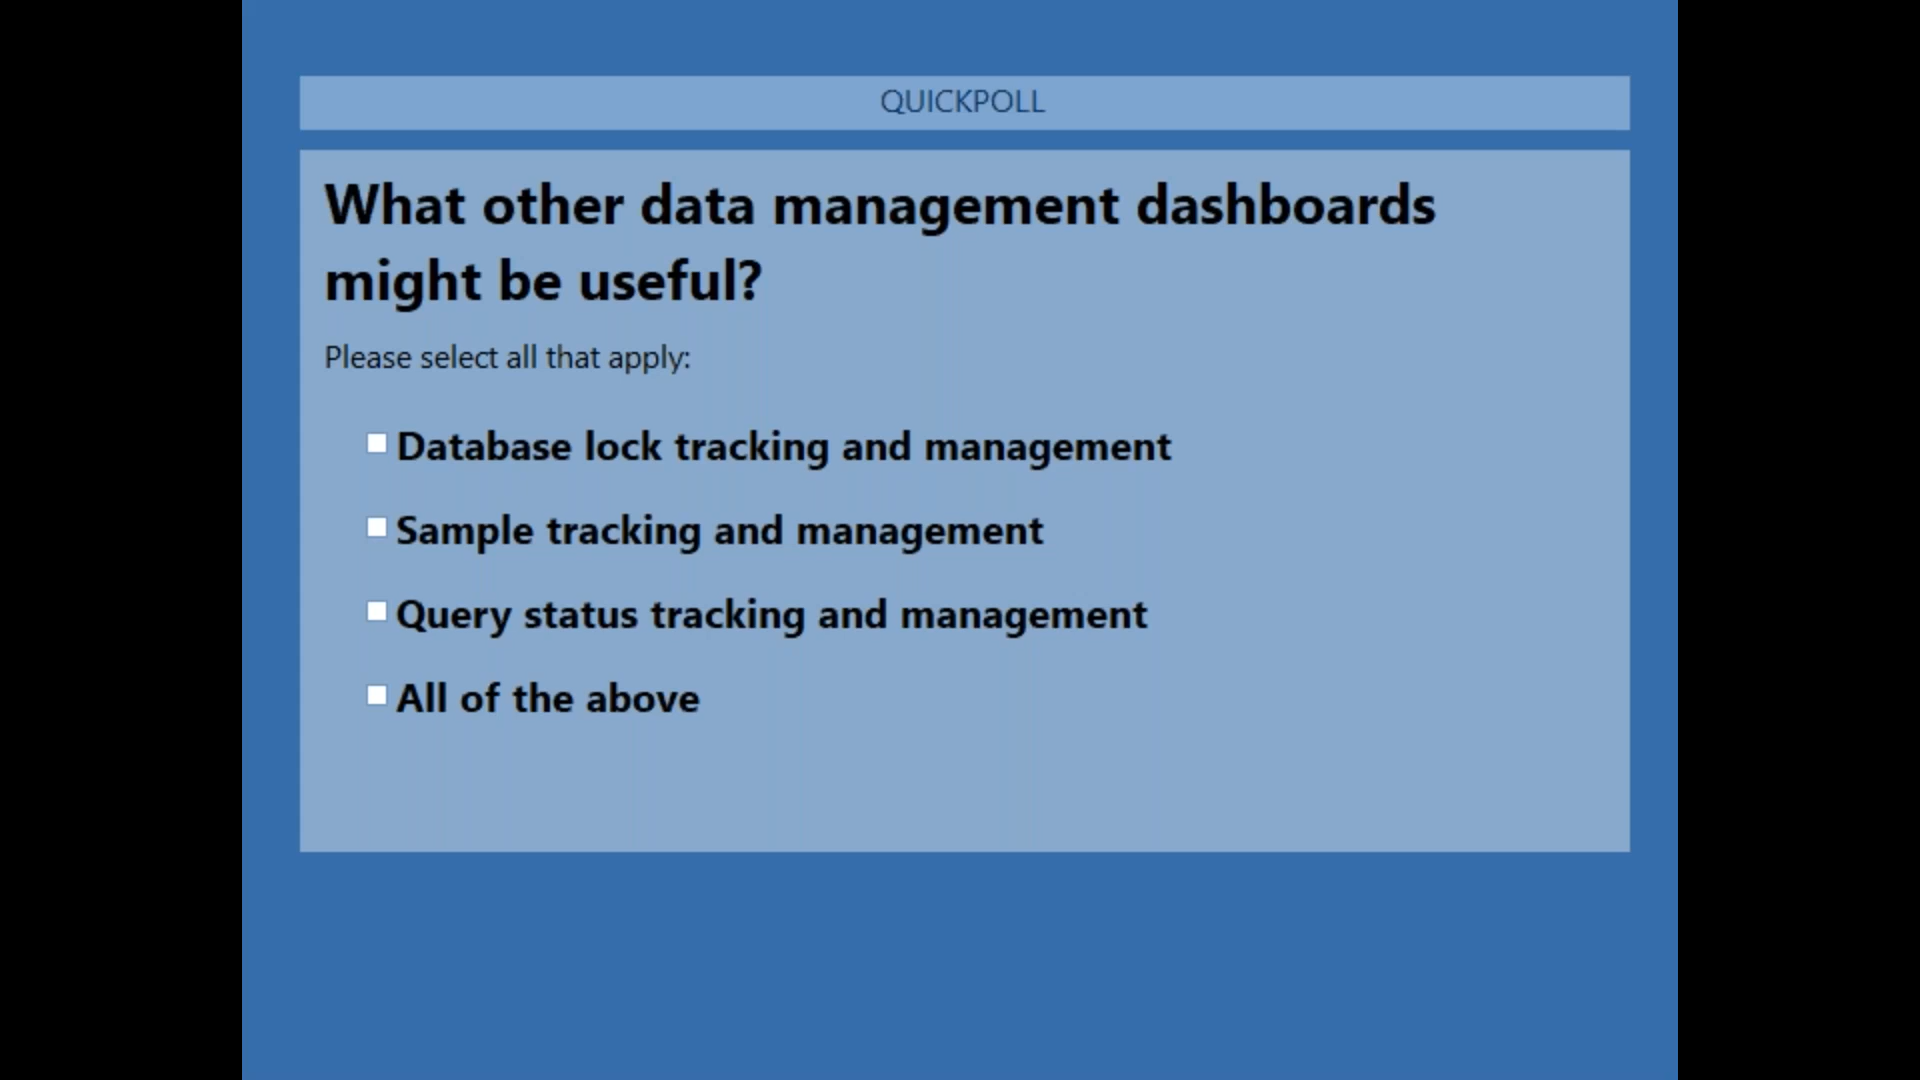 QUICKPOLL
What other data management dashboards
might be useful?
Please select all that apply:
Database lock tracking and management
Sample tracking and management
Query status tracking and management
All of the above